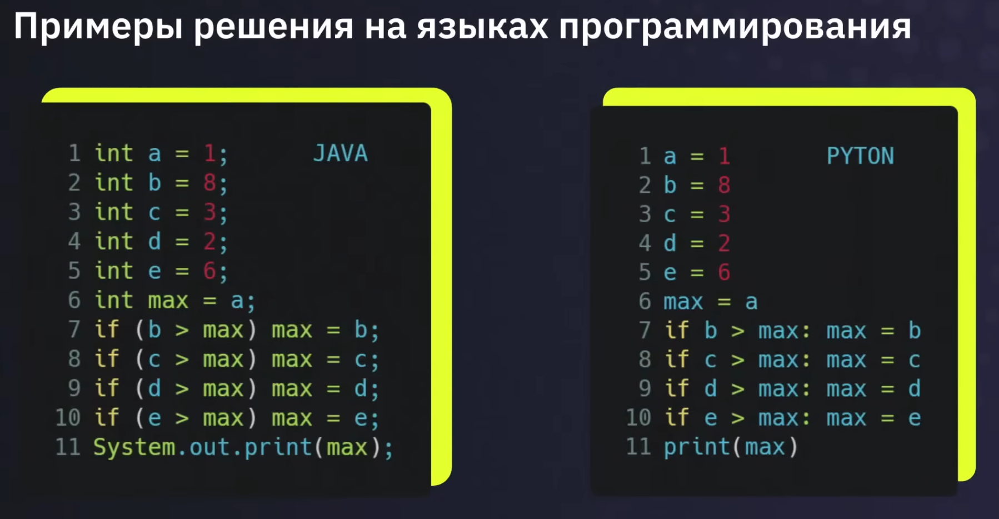 Примеры решения на языках программирования
1 int a = 1; JAVA
2 int b = 8;
3 int c = 3;
4 int d = 2;
5 int e = 6;
6 int max = a;
7 if (b > max) max = b;
8 if (c > max) max = c;
9 if (d > max) max = d;
10 if (e > max) max = e;
11 System.out.print(max);
1 a = 1 PYTON
2 b = 8
3 c = 3
4 d = 2
5 e = 6
6 max = a
7 if b > max: max = b
8 if c > max: max = c
9 if d > max: max = d
10 if e > max: max = e
11 print(max)